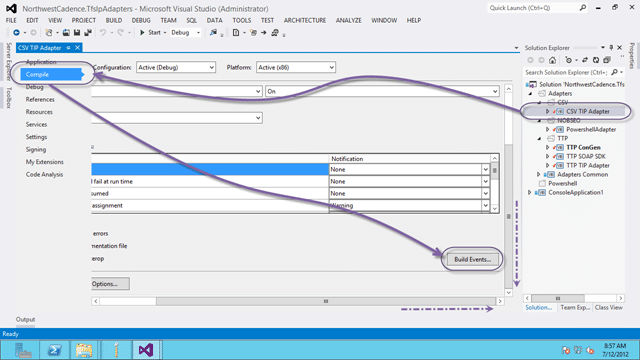 NorthwestCadence.TfsIpAdapters - Microsoft Visual Studio (Administrator)
FILE EDIT VIEW PROJECT BUILD DEBUG TEAM SQL TOOLS TEST ARCHITECTURE ANALYZE WINDOW HELP
Start Debug
Server Explorer
Toolbox
CSV TIP Adapter
Application
Compile
Debug
References
Resources
Services
Settings
Signing
My Extensions
Code Analysis
Configuration: Active (Debug) Platform: Active (x86)
On
Notification
None
l fail at run time None
sumed None
assignment Warning
errors
mentation file
erop
Build Events...
Options...
Solution Explorer
Search Solution Explorer (Ctrl+
Solution 'NorthwestCadence.Tfs
Adapters
CSV
CSV TIP Adapter
NOBSEO
PowershellAdapter
TTP
TTP ConGen
TTP SOAP SDK
TTP TIP Adapter
Adapters Common
Powershell
ConsoleApplication1
Solution... Team Exp... Class View
Properties
Output
Ready
8:57 AM
7/12/2012